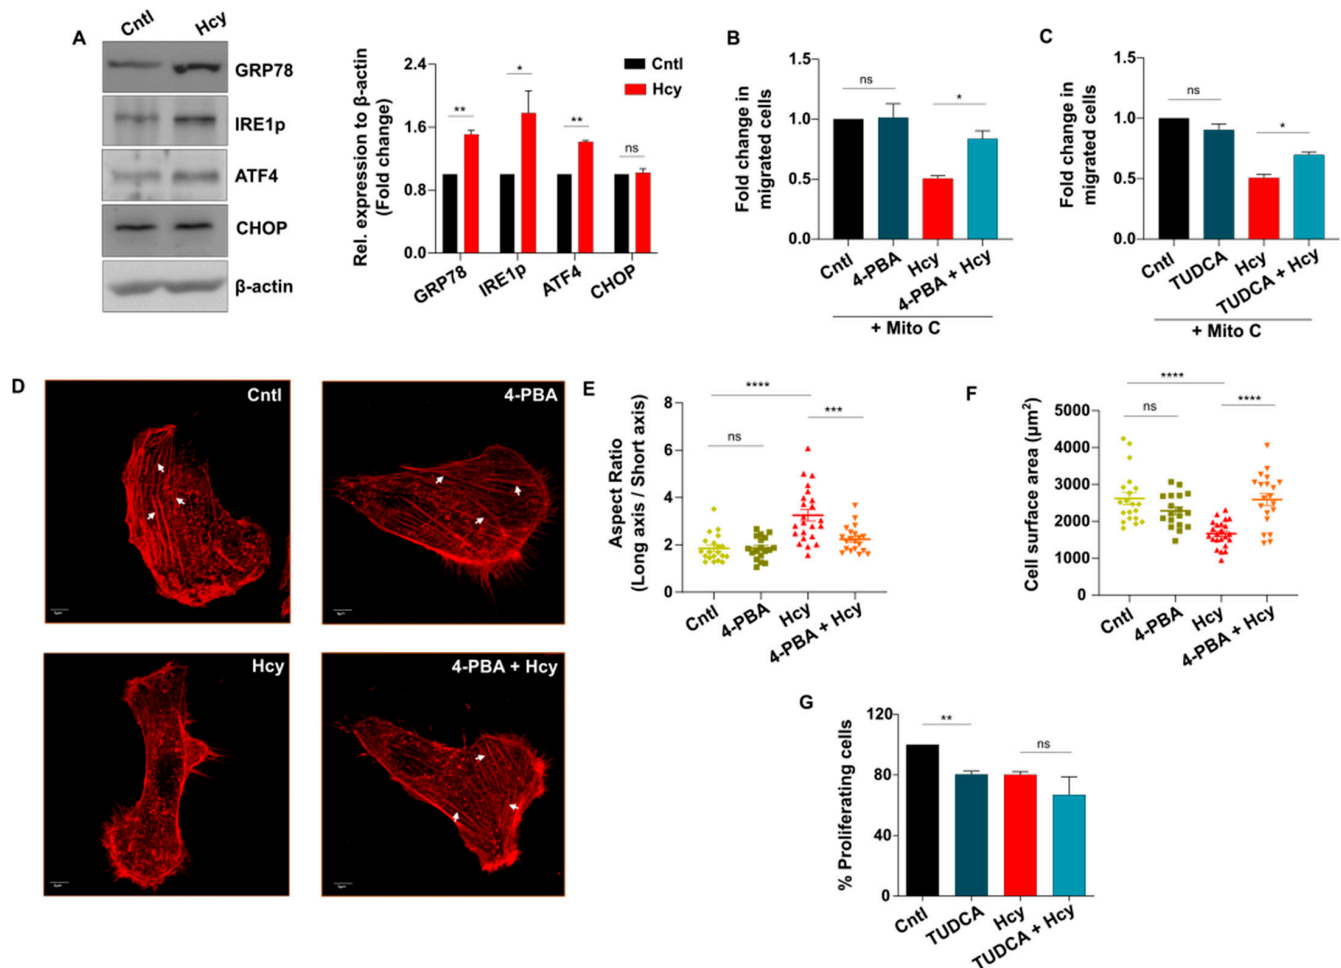 A
Cntl
Hcy
GRP78
IRE1p
ATF4
CHOP
β-actin
Rel. expression to β-actin
(Fold change)
2.4
1.6
0.8
0.0
**
*
**
ns
Cntl
Hcy
GRP78
IRE1p
ATF4
CHOP
B
Fold change in
migrated cells
1.5
1.0
0.5
0.0
ns
*
Cntl
4-PBA
Hcy
4-PBA + Hcy
+ Mito C
C
Fold change in
migrated cells
1.5
1.0
0.5
0.0
ns
*
Cntl
TUDCA
Hcy
TUDCA + Hcy
+ Mito C
D
Cntl
4-PBA
Hcy
4-PBA + Hcy
E
Aspect Ratio
(Long axis / Short axis)
8
6
4
2
0
****
***
ns
Cntl
4-PBA
Hcy
4-PBA + Hcy
F
Cell surface area (μm²)
5000
4000
3000
2000
1000
0
****
ns
****
Cntl
4-PBA
Hcy
4-PBA + Hcy
G
% Proliferating cells
120
80
40
0
**
ns
Cntl
TUDCA
Hcy
TUDCA + Hcy